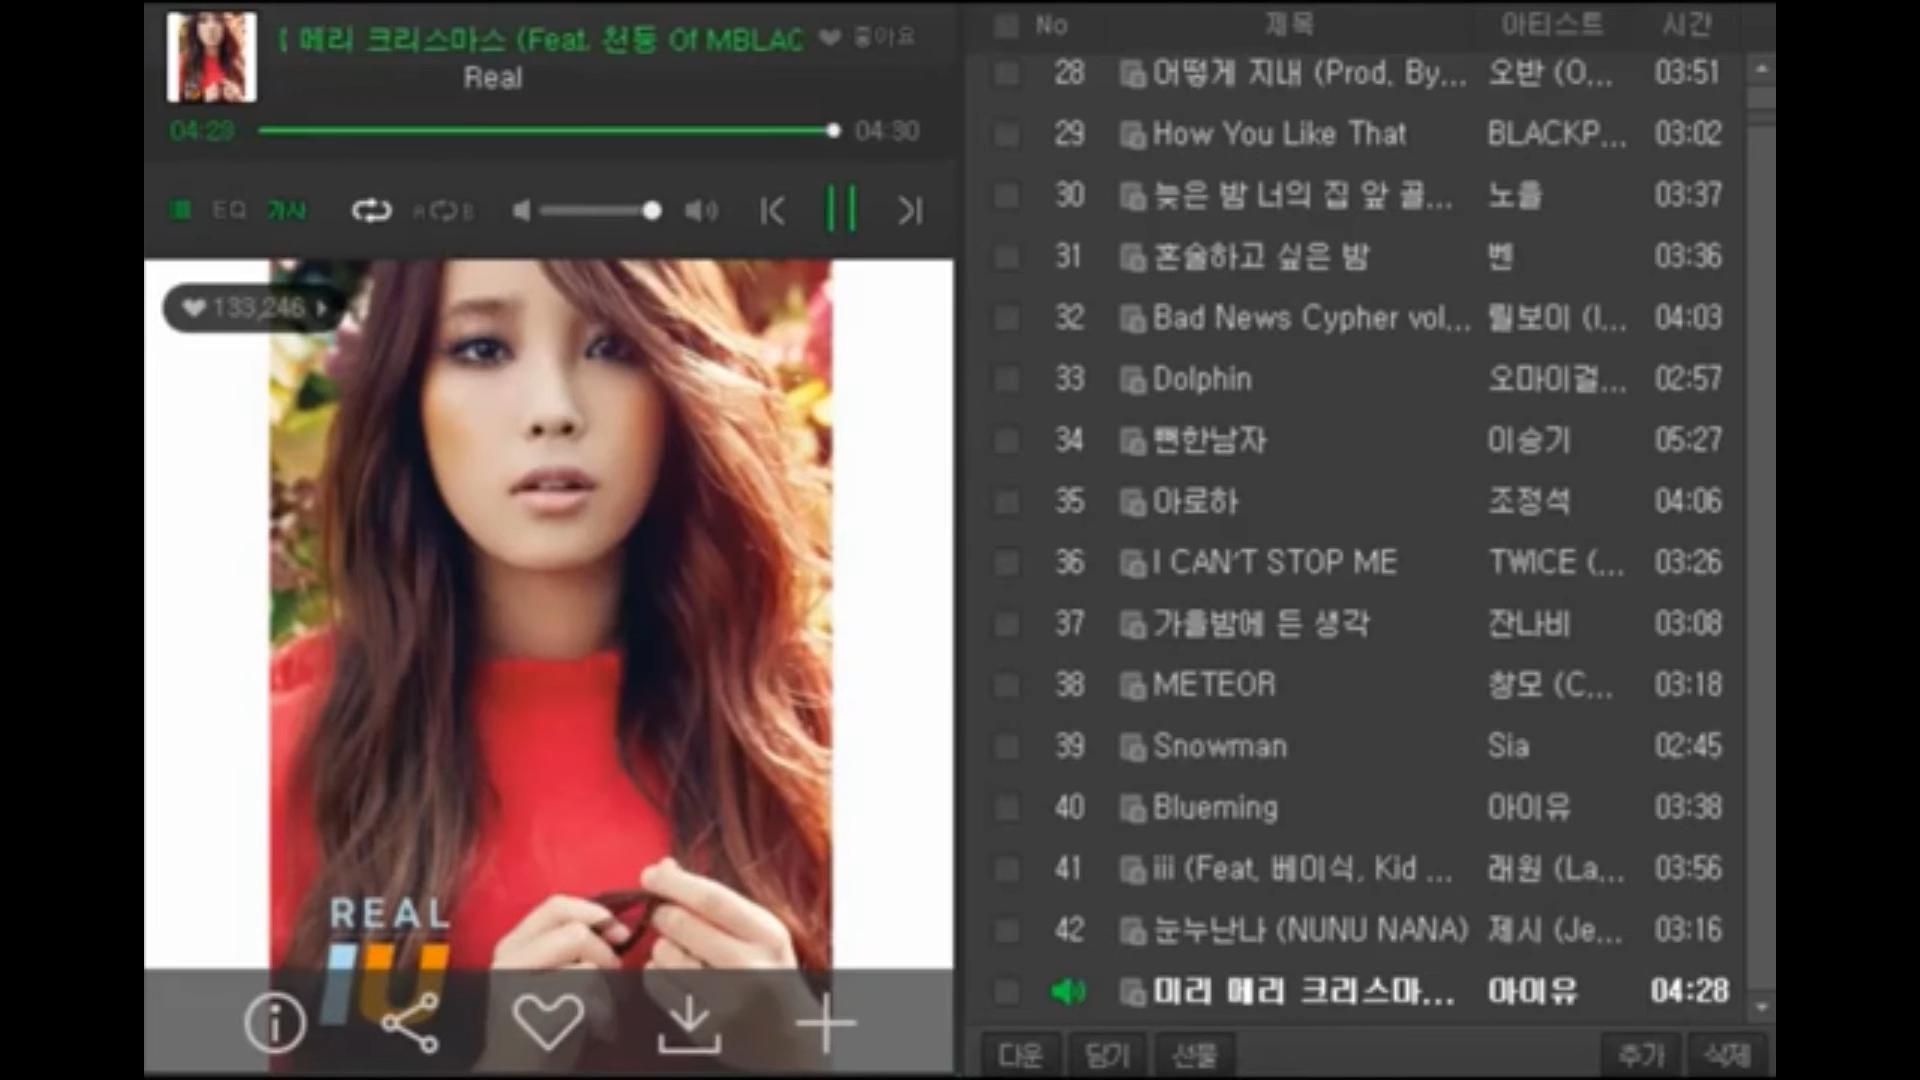 메리 크리스마스 (Feat. 천둥 Of MBLAC
좋아요
Real
04:29
04:30
EQ
가사
A B
133,246
REAL
IU
No 제목 아티스트 시간
28 어떻게 지내 (Prod. By... 오반 (O... 03:51
29 How You Like That BLACKP... 03:02
30 늦은 밤 너의 집 앞 골... 노을 03:37
31 혼술하고 싶은 밤 벤 03:36
32 Bad News Cypher vol... 릴보이 (l... 04:03
33 Dolphin 오마이걸... 02:57
34 뻔한남자 이승기 05:27
35 아로하 조정석 04:06
36 I CAN'T STOP ME TWICE (... 03:26
37 가을밤에 든 생각 잔나비 03:08
38 METEOR 창모 (C... 03:18
39 Snowman Sia 02:45
40 Blueming 아이유 03:38
41 iii (Feat. 베이식, Kid ... 래원 (La... 03:56
42 눈누난나 (NUNU NANA) 제시 (Je... 03:16
미리 메리 크리스마... 아이유 04:28
다운 담기 선물 추가 삭제